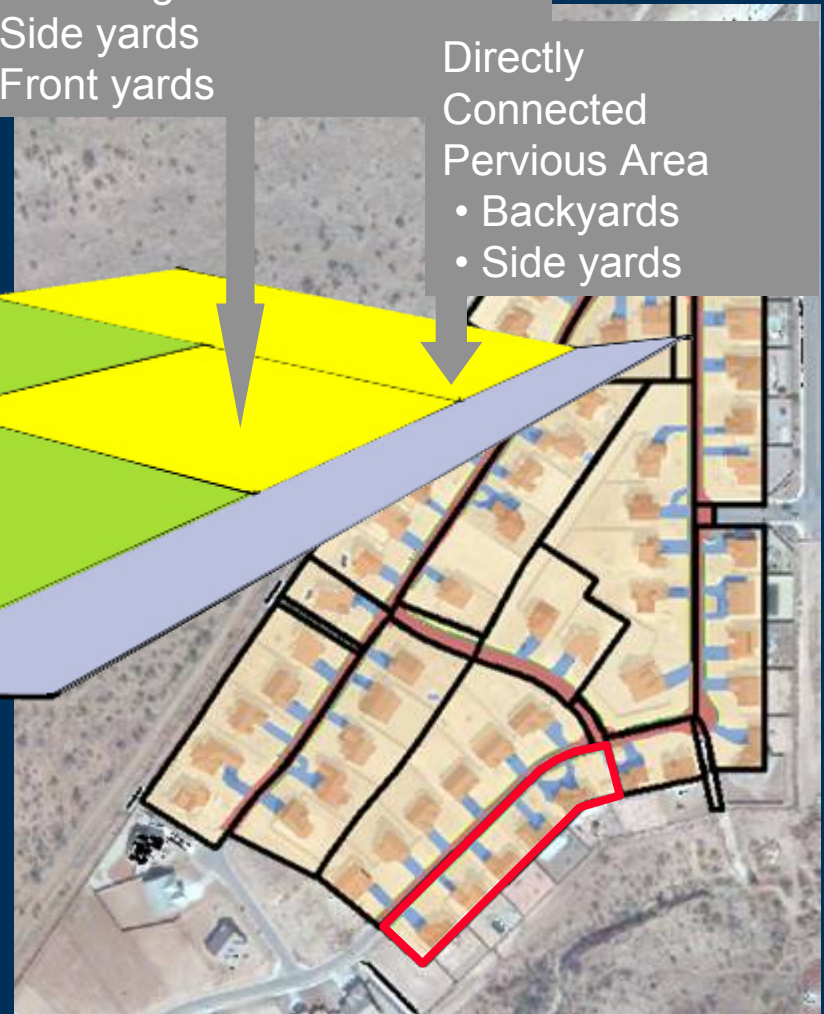 Side yards
Front yards
Directly
Connected
Pervious Area
• Backyards
• Side yards